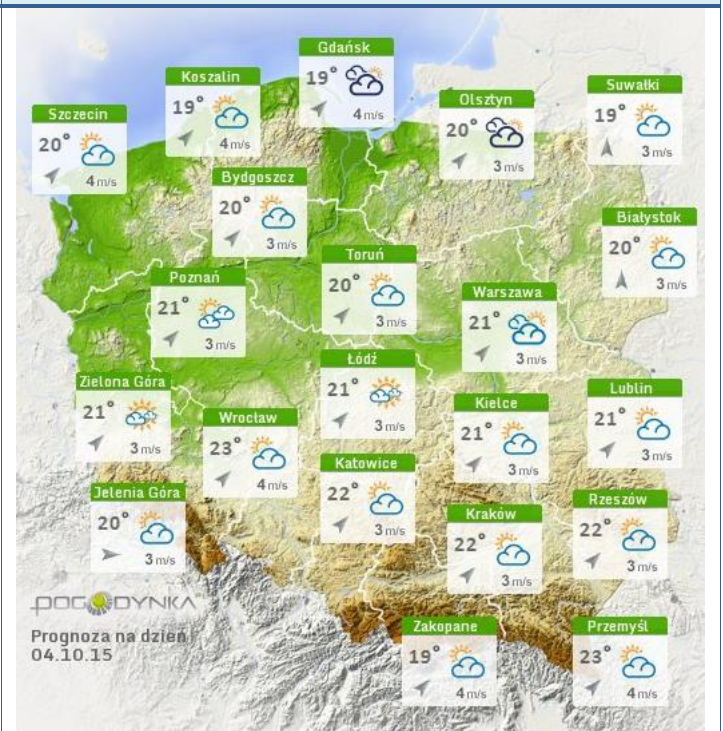 Gdańsk
19°
4 m/s
Koszalin
19°
4 m/s
Suwałki
19°
3 m/s
Olsztyn
20°
3 m/s
Szczecin
20°
4 m/s
Bydgoszcz
20°
3 m/s
Białystok
20°
3 m/s
Toruń
20°
3 m/s
Poznań
21°
3 m/s
Warszawa
21°
3 m/s
Łódź
21°
3 m/s
Zielona Góra
21°
3 m/s
Lublin
21°
3 m/s
Kielce
21°
3 m/s
Wrocław
23°
4 m/s
Katowice
22°
3 m/s
Jelenia Góra
20°
3 m/s
Rzeszów
22°
3 m/s
Kraków
22°
3 m/s
POGODYNKA
Prognoza na dzień
04.10.15
Zakopane
19°
4 m/s
Przemyśl
23°
4 m/s